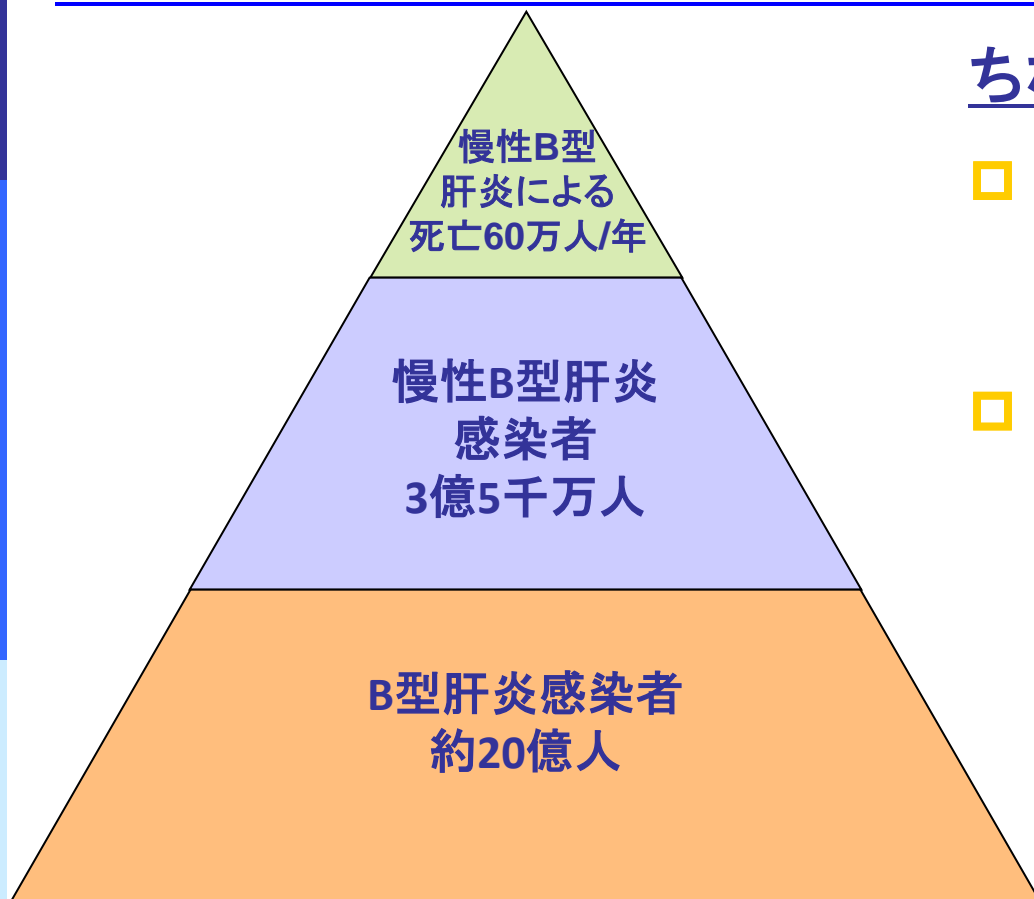 慢性B型
肝炎による
死亡60万人/年
慢性B型肝炎
感染者
3億5千万人
B型肝炎感染者
約20億人
ち